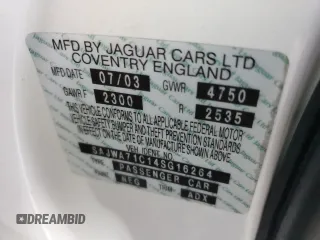 MFD BY JAGUAR CARS LTD
COVENTRY ENGLAND
MFD DATE 07/03 GVWR 4750
GAWR F 2300 R 2535
THIS VEHICLE CONFORMS TO ALL APPLICABLE FEDERAL MOTOR
VEHICLE SAFETY, BUMPER AND THEFT PREVENTION STANDARDS
IN EFFECT ON THE DATE OF MANUFACTURE SHOWN ABOVE
SAJWA71C14SG16264
TYPE PASSENGER CAR
NFG TRIM ADX
DREAMBID